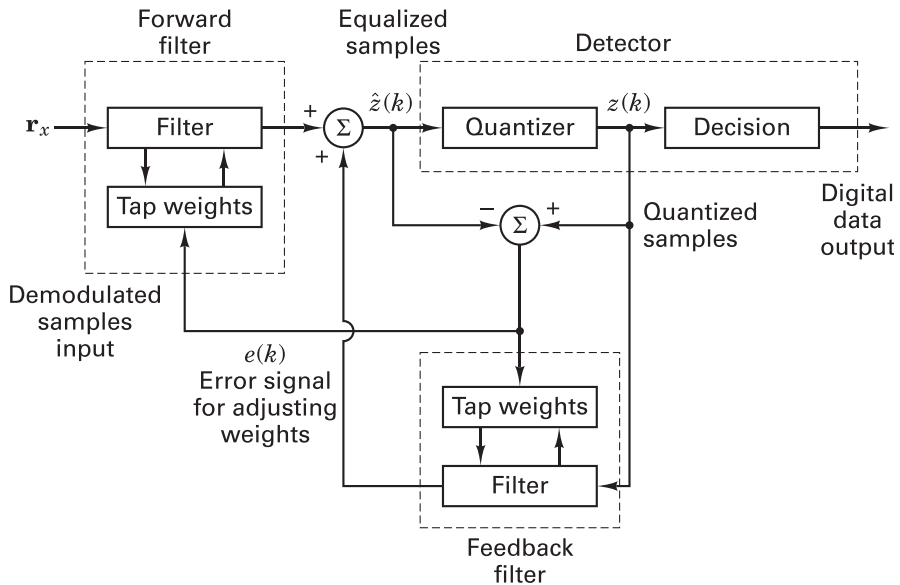 Forward
filter
Equalized
samples
Detector
r_x
Filter
+
Σ
+
ẑ(k)
Quantizer
z(k)
Decision
Tap weights
−
Σ
+
Quantized
samples
Digital
data
output
Demodulated
samples
input
e(k)
Error signal
for adjusting
weights
Tap weights
Filter
Feedback
filter